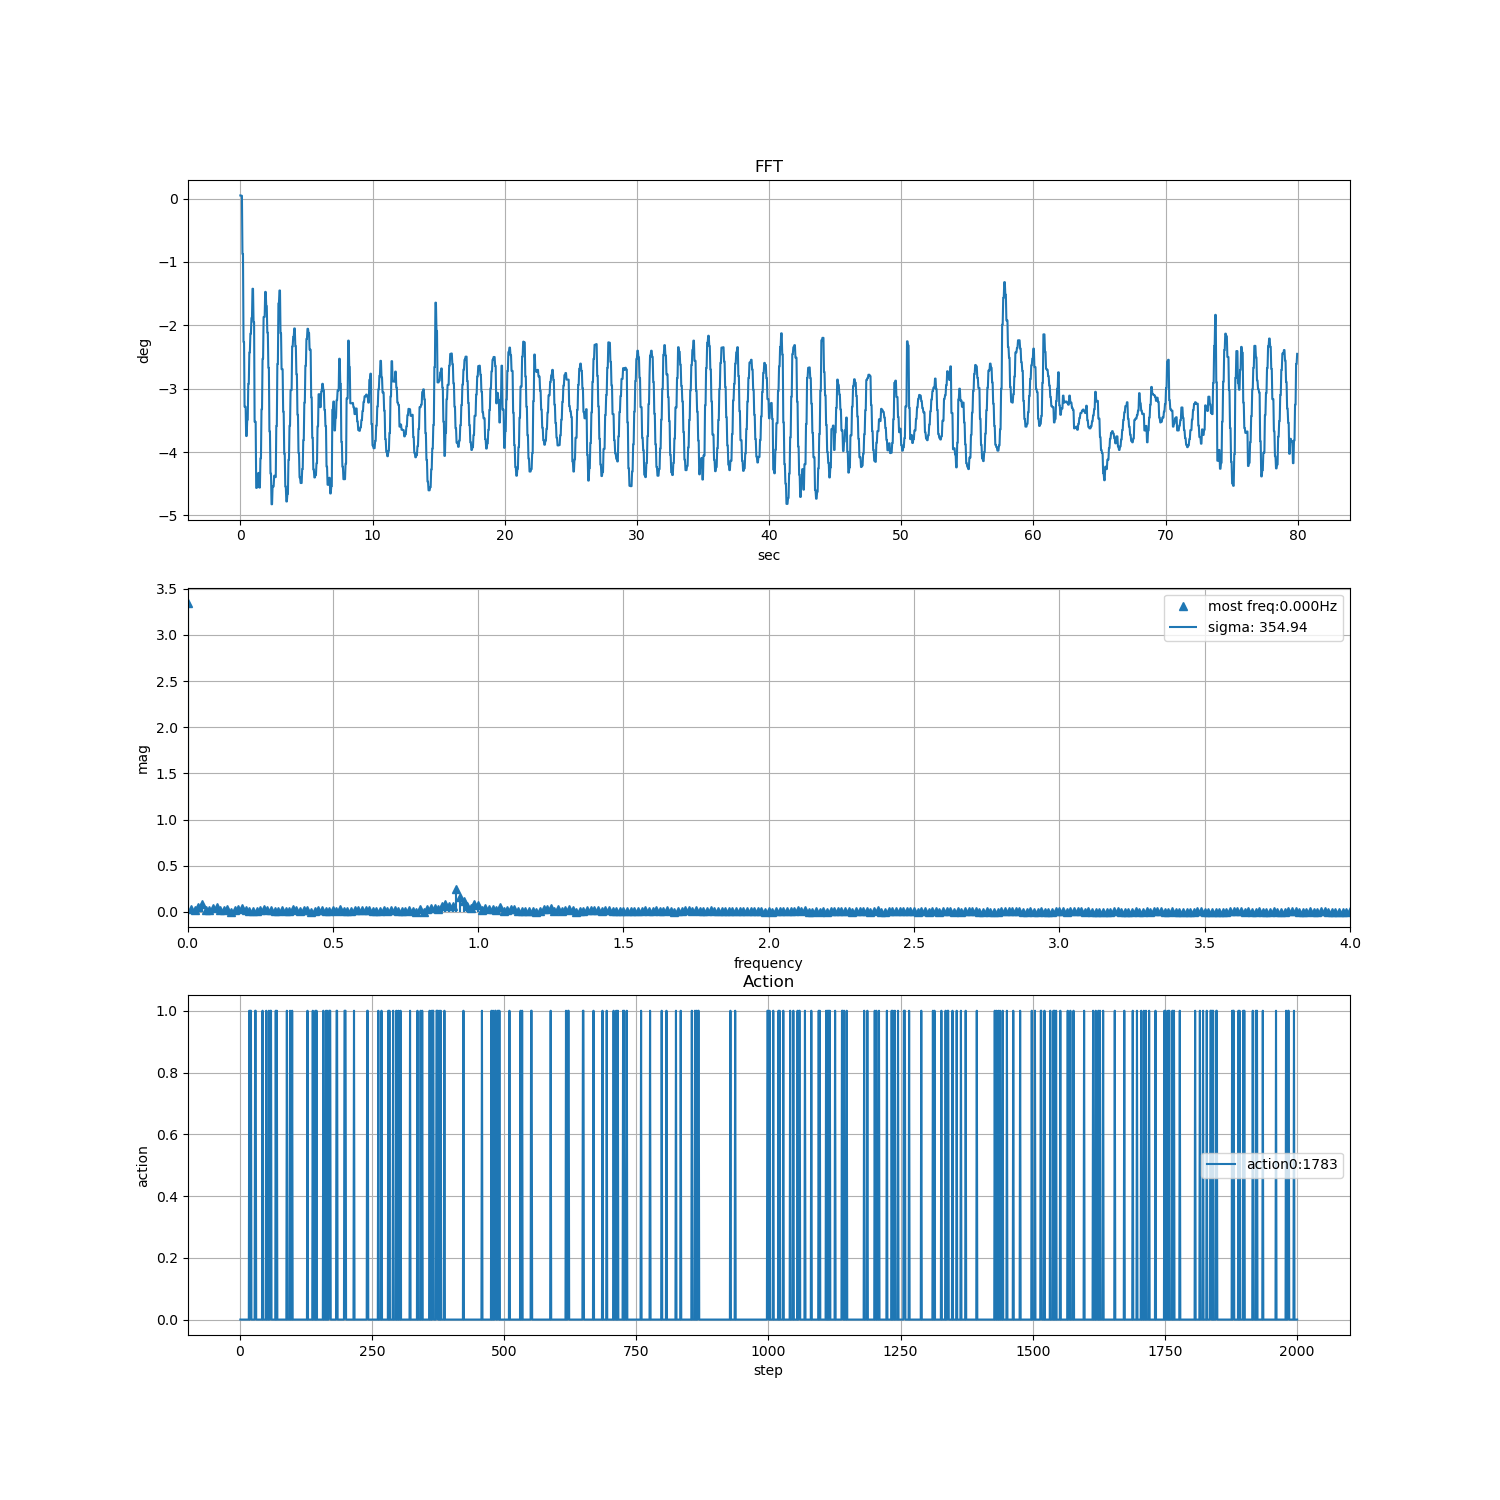 FFT
0
−1
−2
−3
−4
−5
deg
0 10 20 30 40 50 60 70 80
sec
3.5
3.0
2.5
2.0
1.5
1.0
0.5
0.0
mag
most freq:0.000Hz
sigma: 354.94
0.0 0.5 1.0 1.5 2.0 2.5 3.0 3.5 4.0
frequency
Action
1.0
0.8
0.6
0.4
0.2
0.0
action
action0:1783
0 250 500 750 1000 1250 1500 1750 2000
step